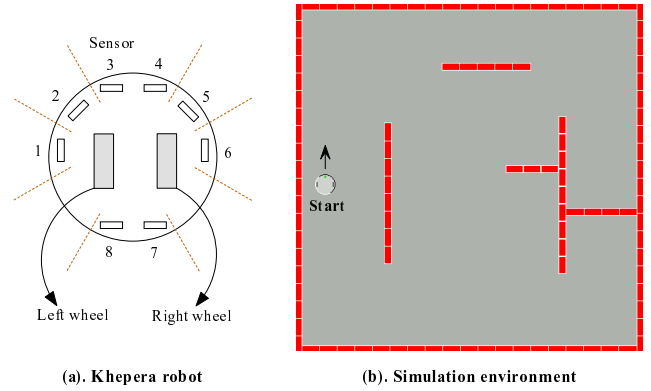 Sensor
3
4
2
5
1
6
8
7
Left wheel
Right wheel
(a). Khepera robot
Start
(b). Simulation environment